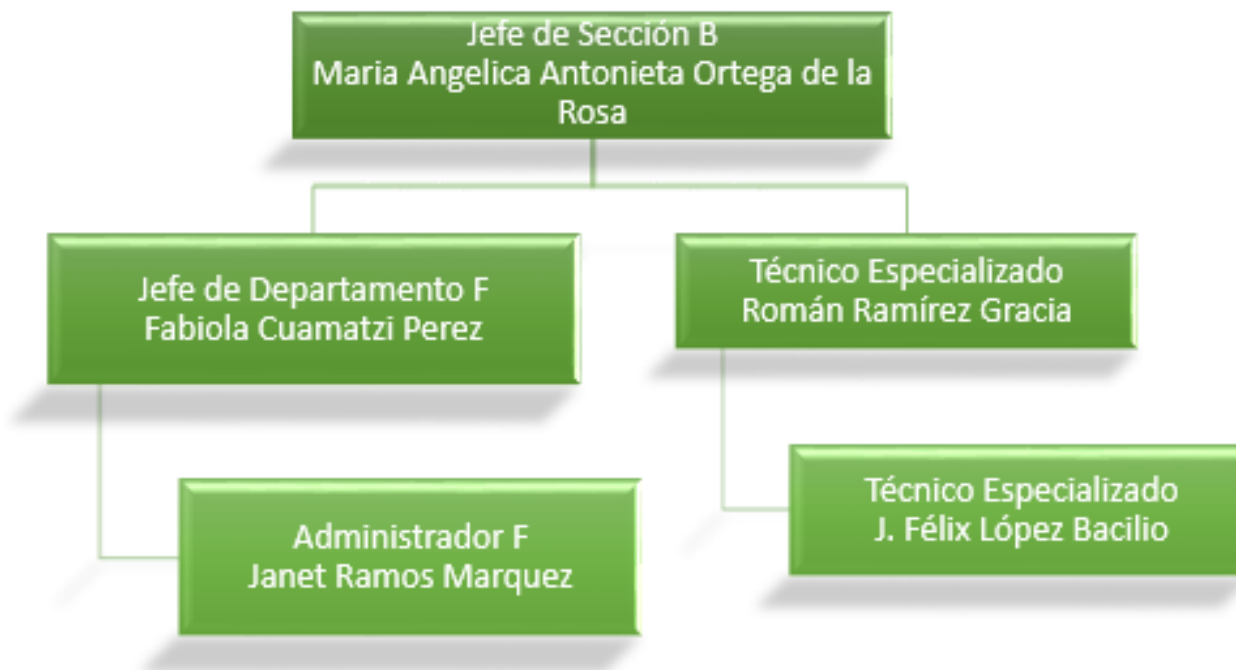 Jefe de Sección B
Maria Angelica Antonieta Ortega de la
Rosa
Jefe de Departamento F
Fabiola Cuamatzi Perez
Técnico Especializado
Román Ramírez Gracia
Administrador F
Janet Ramos Marquez
Técnico Especializado
J. Félix López Bacilio